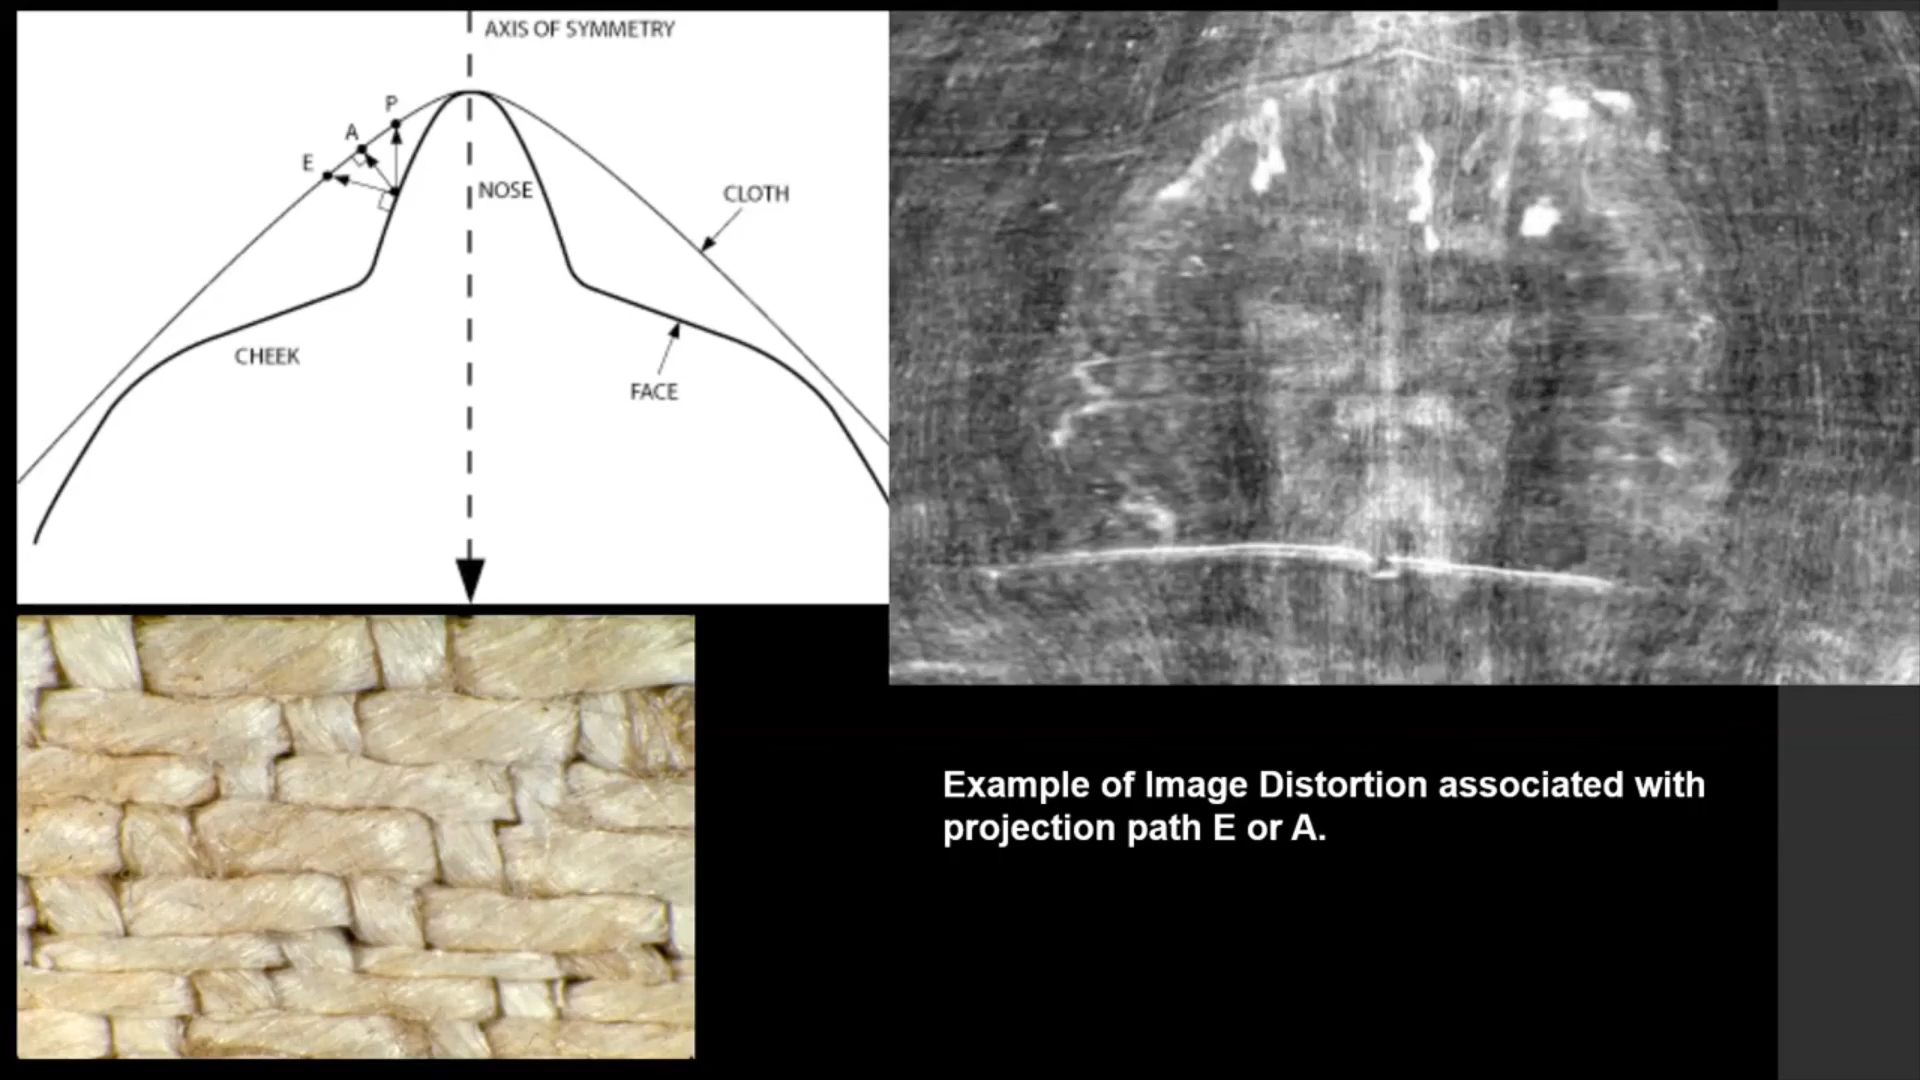 AXIS OF SYMMETRY
P
A
E
NOSE
CLOTH
CHEEK
FACE
Example of Image Distortion associated with
projection path E or A.